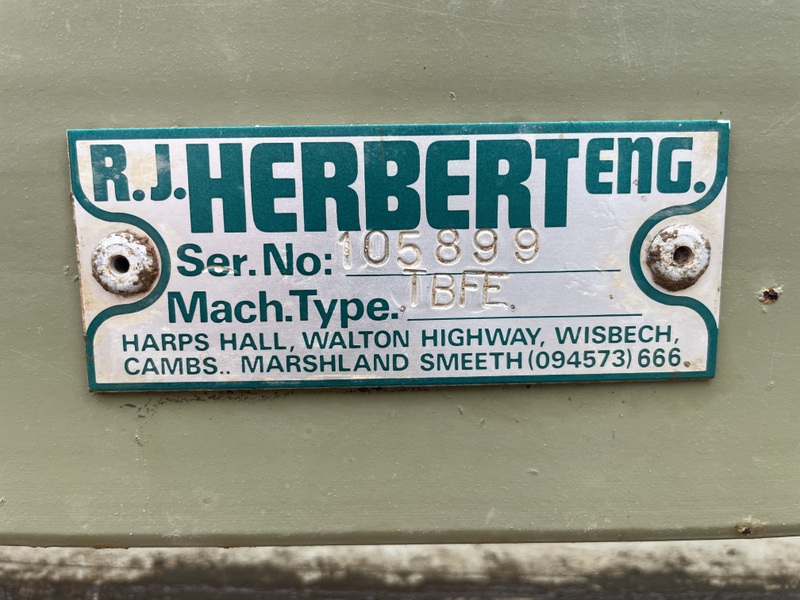 R.J. HERBERT ENG.
Ser. No: 105899
Mach. Type. TBFE
HARPS HALL, WALTON HIGHWAY, WISBECH,
CAMBS.. MARSHLAND SMEETH (094573) 666